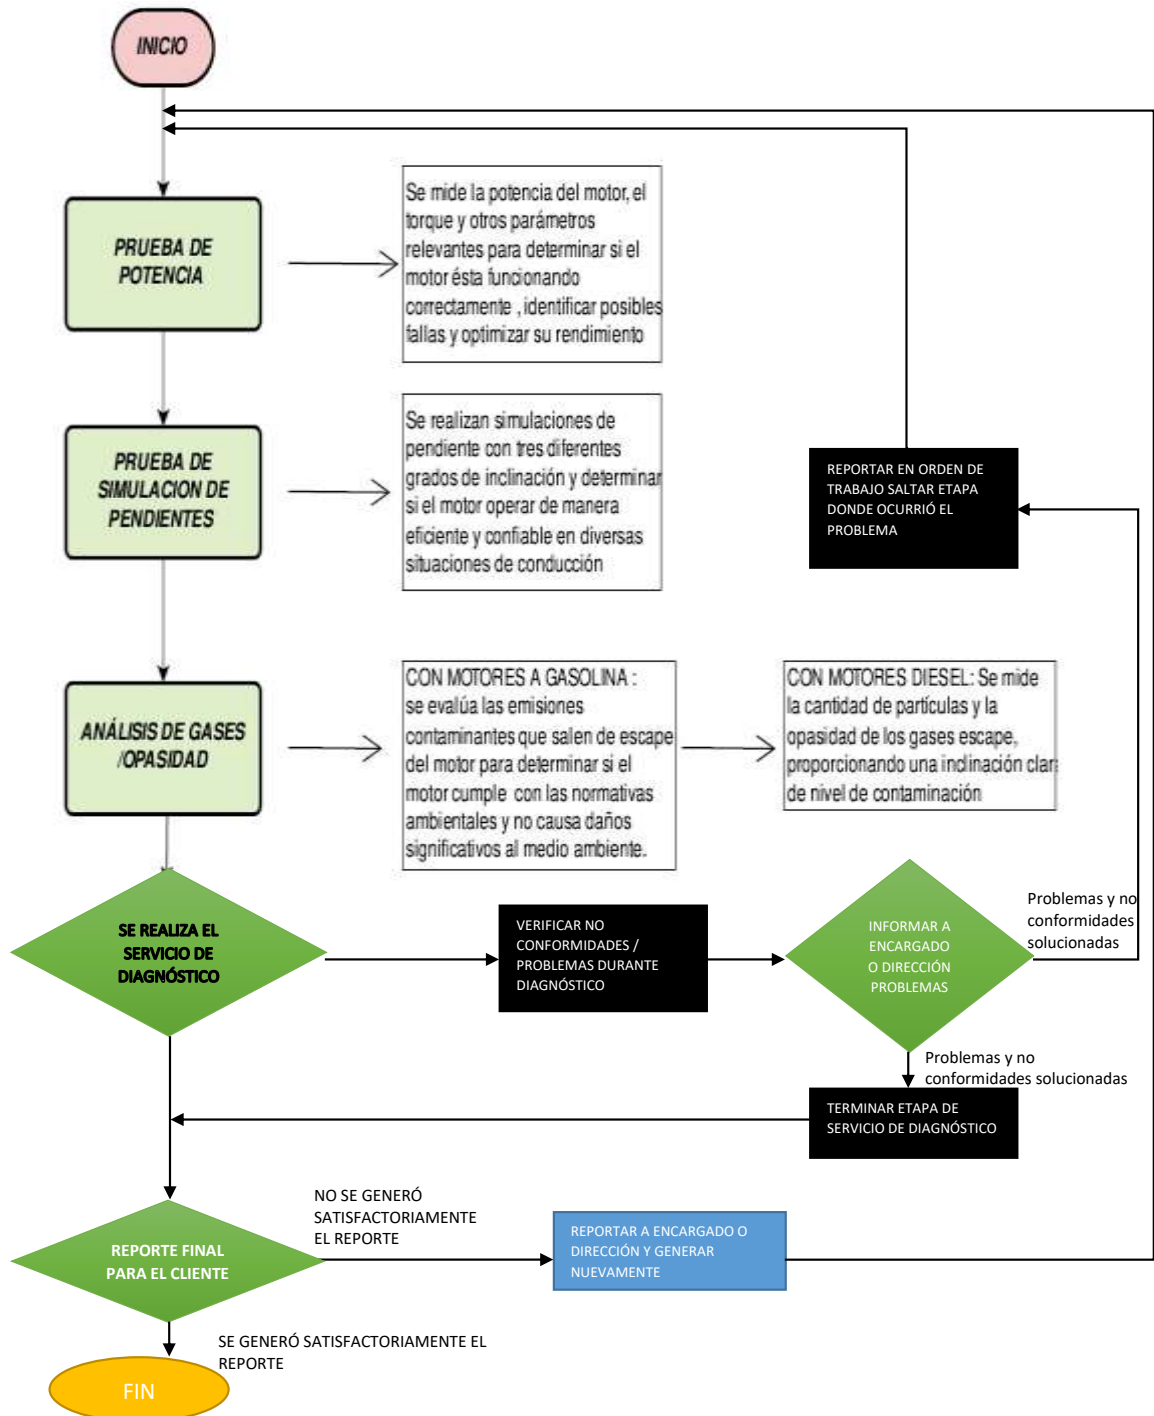 INICIO
PRUEBA DE
POTENCIA
Se mide la potencia del motor, el
torque y otros parámetros
relevantes para determinar si el
motor ésta funcionando
correctamente , identificar posibles
fallas y optimizar su rendimiento
PRUEBA DE
SIMULACION DE
PENDIENTES
Se realizan simulaciones de
pendiente con tres diferentes
grados de inclinación y determinar
si el motor operar de manera
eficiente y confiable en diversas
situaciones de conducción
REPORTAR EN ORDEN DE
TRABAJO SALTAR ETAPA
DONDE OCURRIÓ EL
PROBLEMA
ANÁLISIS DE GASES
/OPASIDAD
CON MOTORES A GASOLINA :
se evalúa las emisiones
contaminantes que salen de escape
del motor para determinar si el
motor cumple con las normativas
ambientales y no causa daños
significativos al medio ambiente.
CON MOTORES DIESEL: Se mide
la cantidad de partículas y la
opasidad de los gases escape,
proporcionando una inclinación clar
de nivel de contaminación
SE REALIZA EL
SERVICIO DE
DIAGNÓSTICO
VERIFICAR NO
CONFORMIDADES /
PROBLEMAS DURANTE
DIAGNÓSTICO
INFORMAR A
ENCARGADO
O DIRECCIÓN
PROBLEMAS
Problemas y no
conformidades
solucionadas
Problemas y no
conformidades solucionadas
TERMINAR ETAPA DE
SERVICIO DE DIAGNÓSTICO
REPORTE FINAL
PARA EL CLIENTE
NO SE GENERÓ
SATISFACTORIAMENTE
EL REPORTE
REPORTAR A ENCARGADO O
DIRECCIÓN Y GENERAR
NUEVAMENTE
SE GENERÓ SATISFACTORIAMENTE EL
REPORTE
FIN